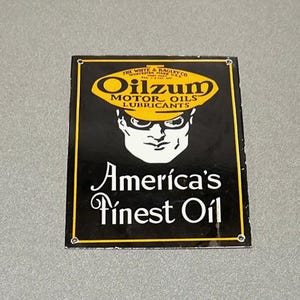 THE WHITE & BAGLEY CO
Oilzum
MOTOR OILS
LUBRICANTS
America's
Finest Oil